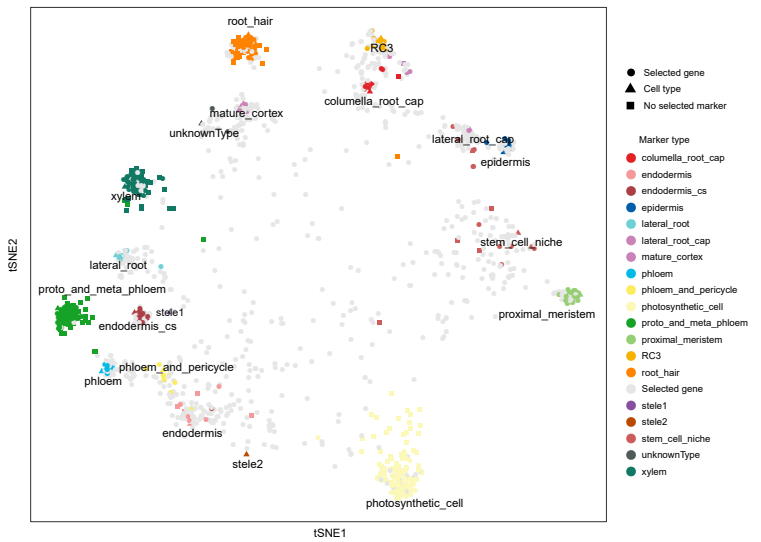 root_hair
RC3
columella_root_cap
mature_cortex
unknownType
lateral_root_cap
epidermis
xylem
stem_cell_niche
lateral_root
proto_and_meta_phloem
stele1
endodermis_cs
proximal_meristem
phloem_and_pericycle
phloem
endodermis
stele2
photosynthetic_cell
tSNE1
tSNE2
Selected gene
Cell type
No selected marker
Marker type
columella_root_cap
endodermis
endodermis_cs
epidermis
lateral_root
lateral_root_cap
mature_cortex
phloem
phloem_and_pericycle
photosynthetic_cell
proto_and_meta_phloem
proximal_meristem
RC3
root_hair
Selected gene
stele1
stele2
stem_cell_niche
unknownType
xylem